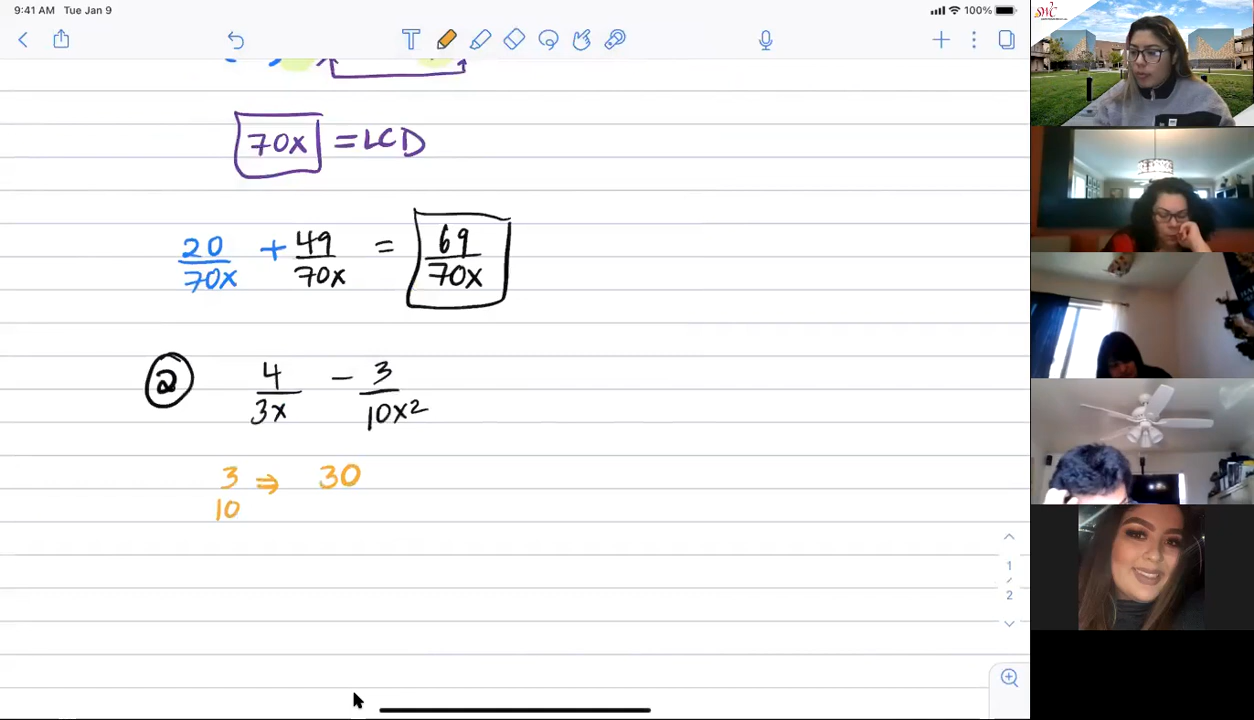 9:41 AM Tue Jan 9
100%
T
SWC
70x = LCD
20/70x + 49/70x = 69/70x
2 4/3x - 3/10x²
3 ⇒ 30
10
1
/
2